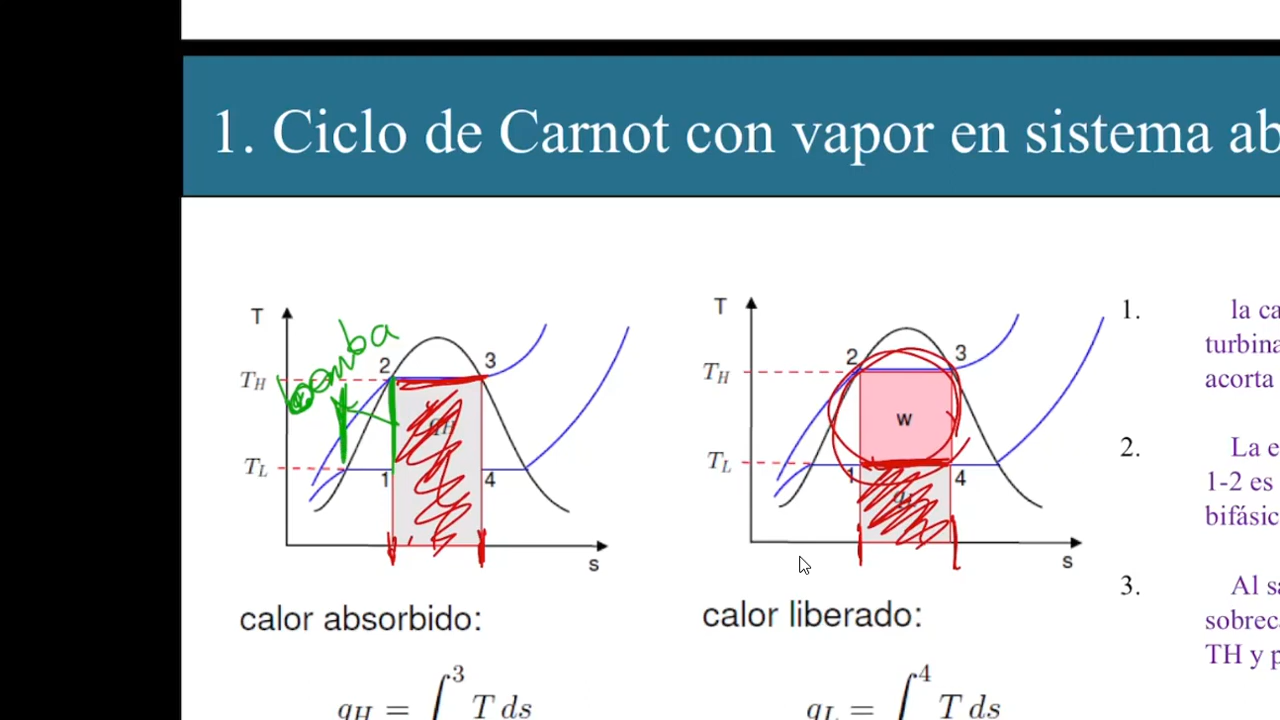 1. Ciclo de Carnot con vapor en sistema ab
T
T_H
T_L
bomba
2
3
1
4
q_H
s
calor absorbido:
q_H = ∫ 3 T ds
T
T_H
T_L
2
3
w
1
4
s
calor liberado:
q_L = ∫ 4 T ds
1. la ca
turbina
acorta
2. La e
1-2 es
bifásic
3. Al sa
sobreca
TH y p